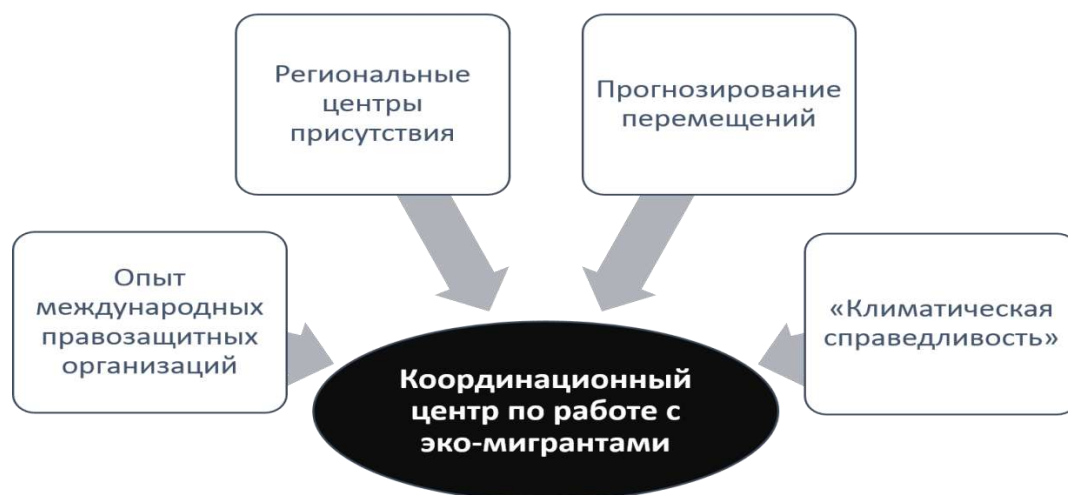 Региональные
центры
присутствия
Прогнозирование
перемещений
Опыт
международных
правозащитных
организаций
«Климатическая
справедливость»
Координационный
центр по работе с
эко-мигрантами